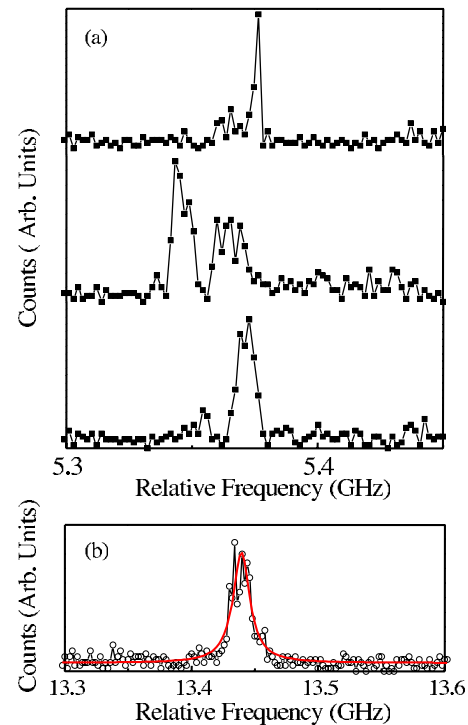 (a)
Counts ( Arb. Units)
5.3 5.4
Relative Frequency (GHz)
(b)
Counts (Arb. Units)
13.3 13.4 13.5 13.6
Relative Frequency (GHz)